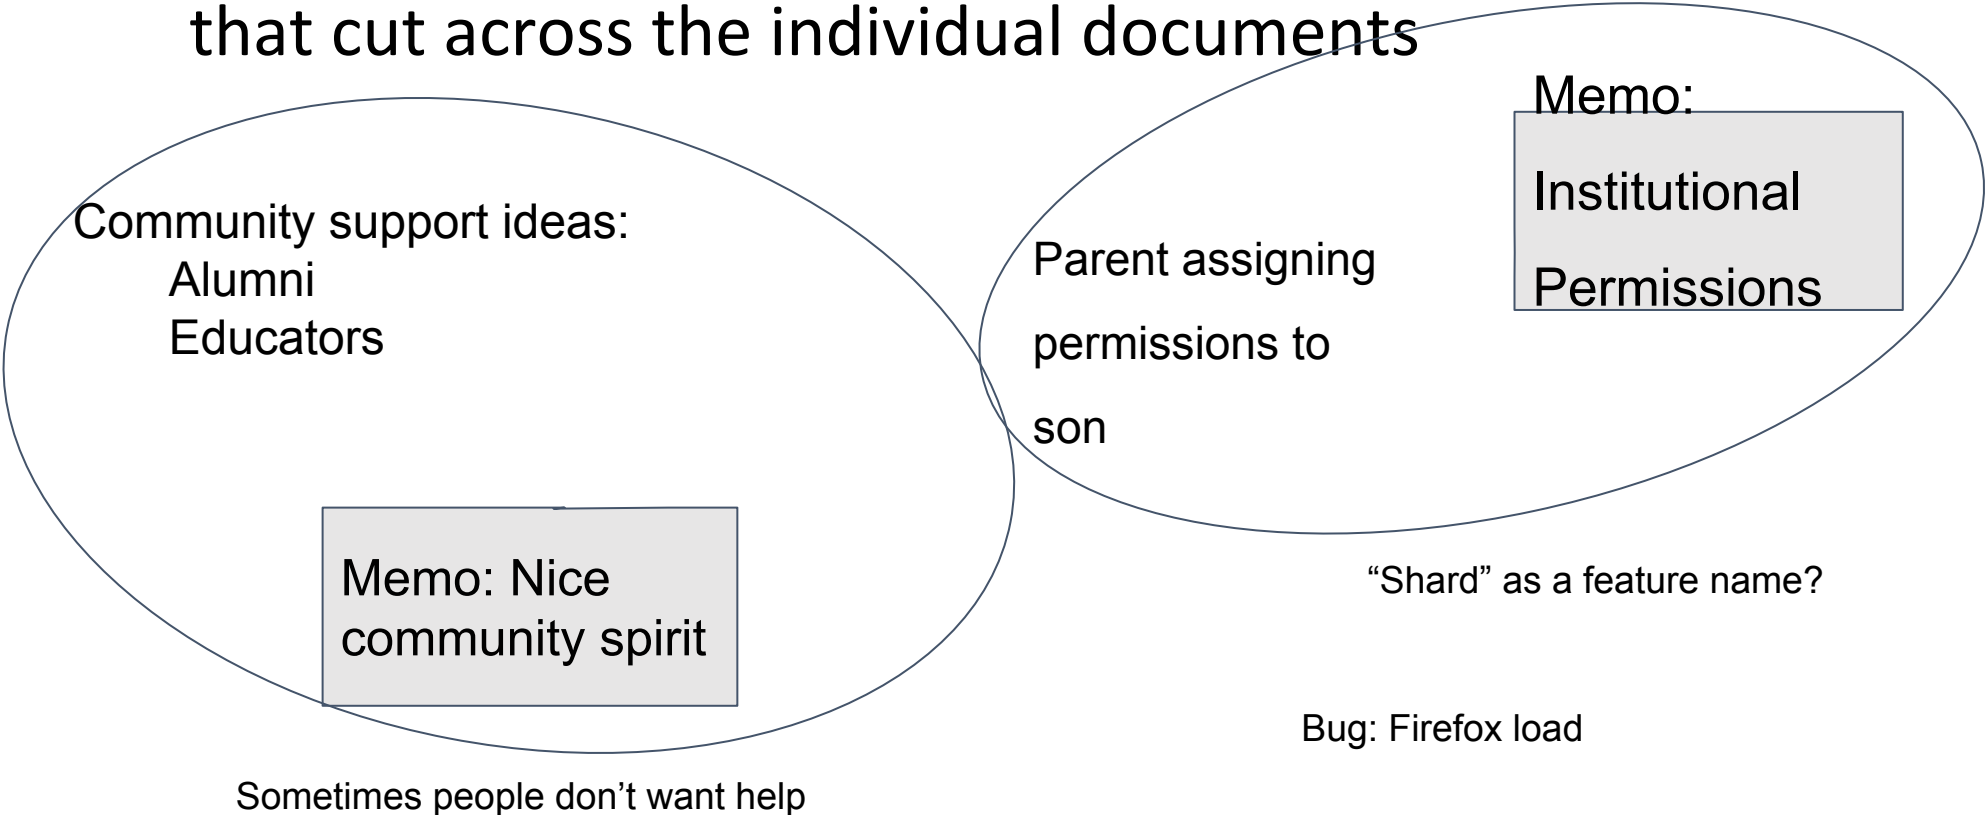 that cut across the individual documents
Memo:
Institutional
Permissions
Community support ideas:
Alumni
Educators
Parent assigning
permissions to
son
Memo: Nice
community spirit
“Shard” as a feature name?
Bug: Firefox load
Sometimes people don’t want help